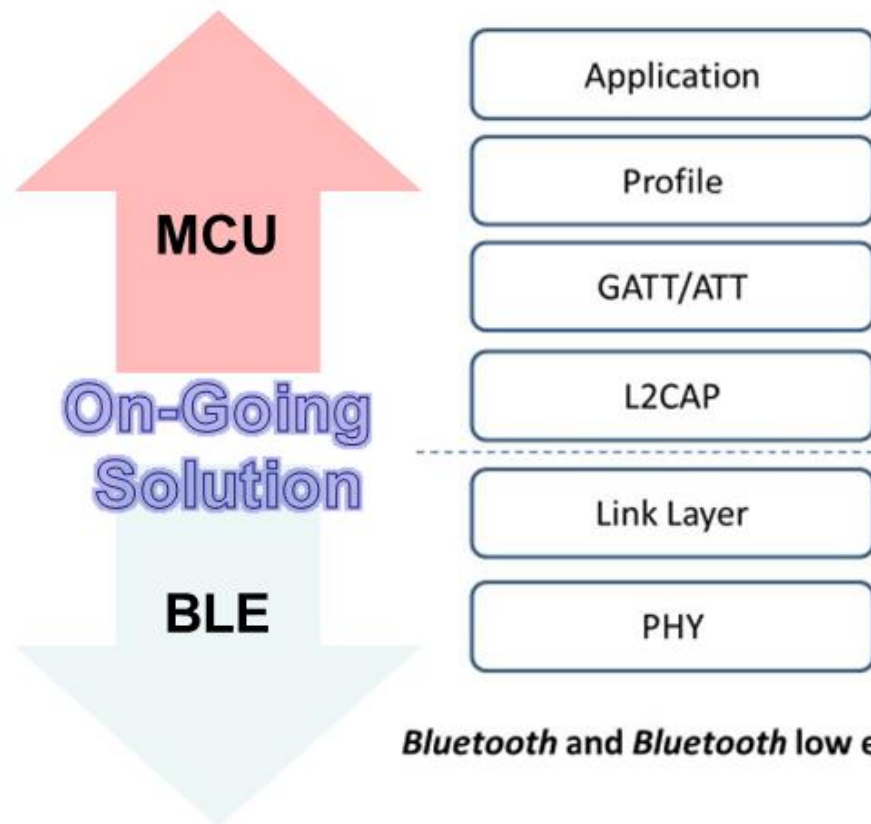 MCU
On-Going
Solution
BLE
Application
Profile
GATT/ATT
L2CAP
Link Layer
PHY
Bluetooth and Bluetooth low